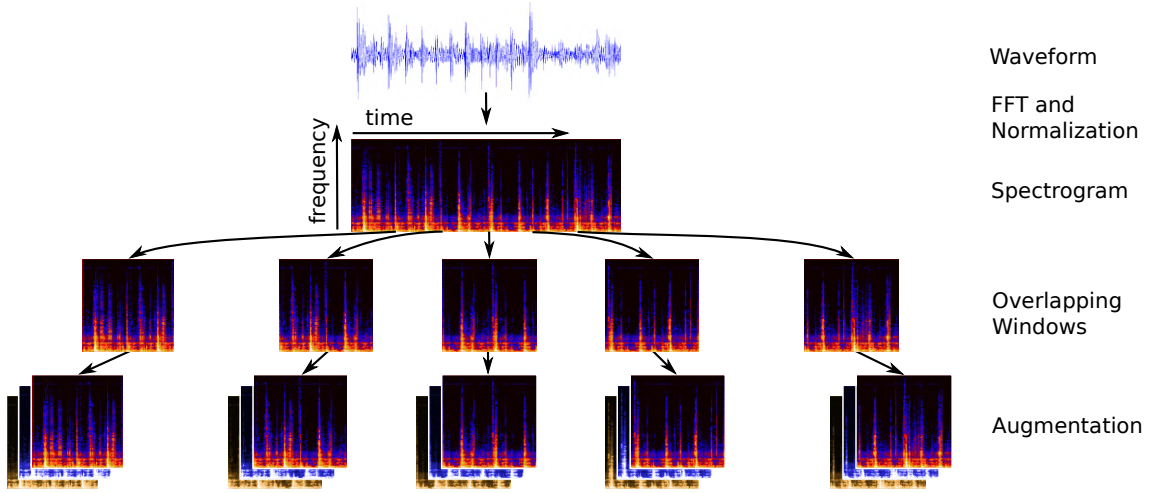 Waveform
FFT and
Normalization
time
frequency
Spectrogram
Overlapping
Windows
Augmentation